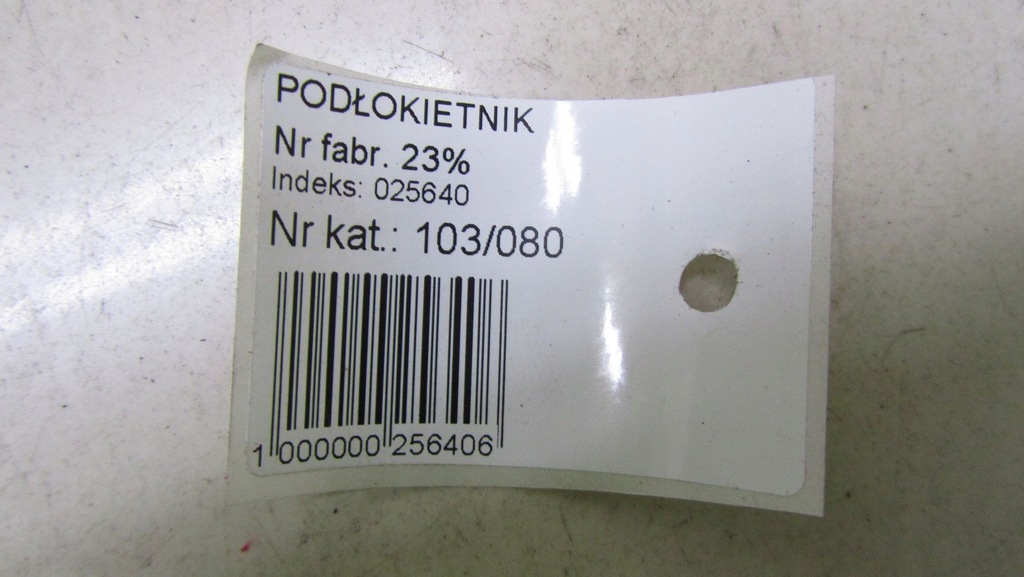 PODŁOKIETNIK
Nr fabr. 23%
Indeks: 025640
Nr kat.: 103/080
1 000000 256406